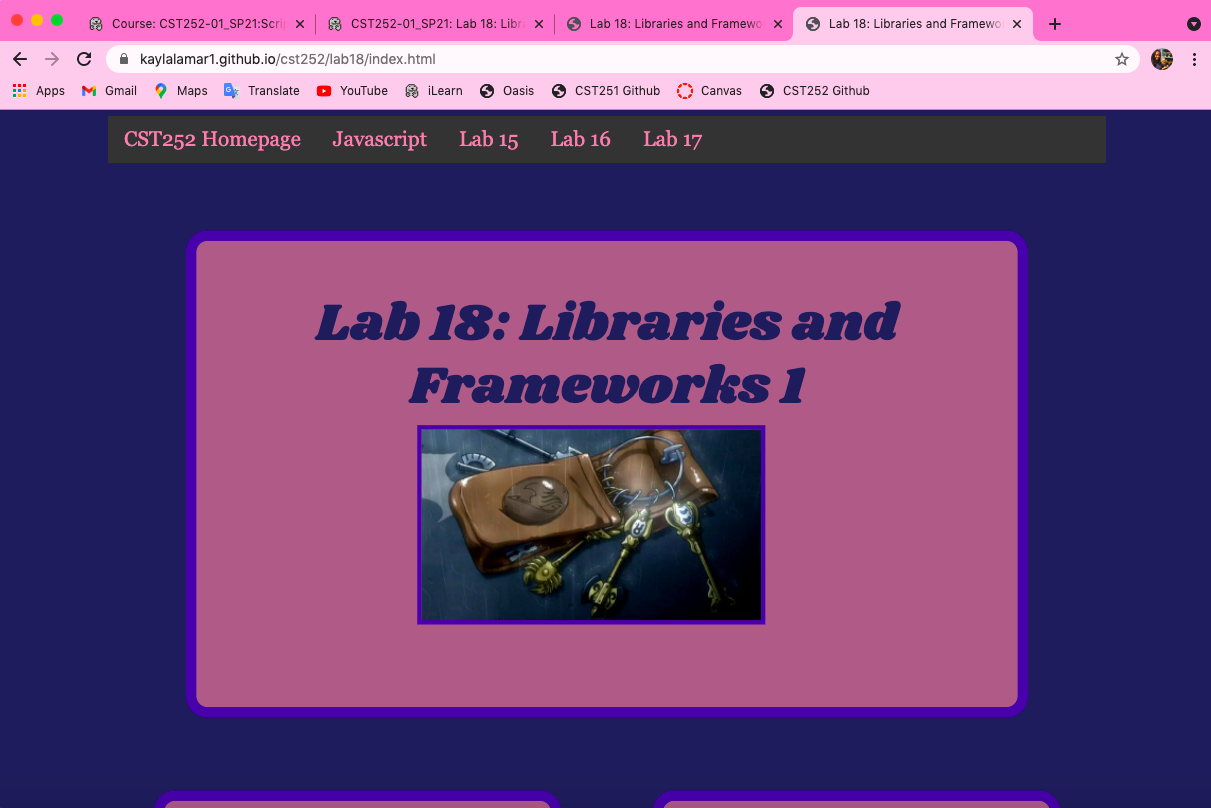 Course: CST252-01_SP21:Scri
CST252-01_SP21: Lab 18: Libra
Lab 18: Libraries and Framewo
Lab 18: Libraries and Framewo
kaylalamar1.github.io/cst252/lab18/index.html
Apps Gmail Maps Translate YouTube iLearn Oasis CST251 Github Canvas CST252 Github
CST252 Homepage Javascript Lab 15 Lab 16 Lab 17
Lab 18: Libraries and
Frameworks 1